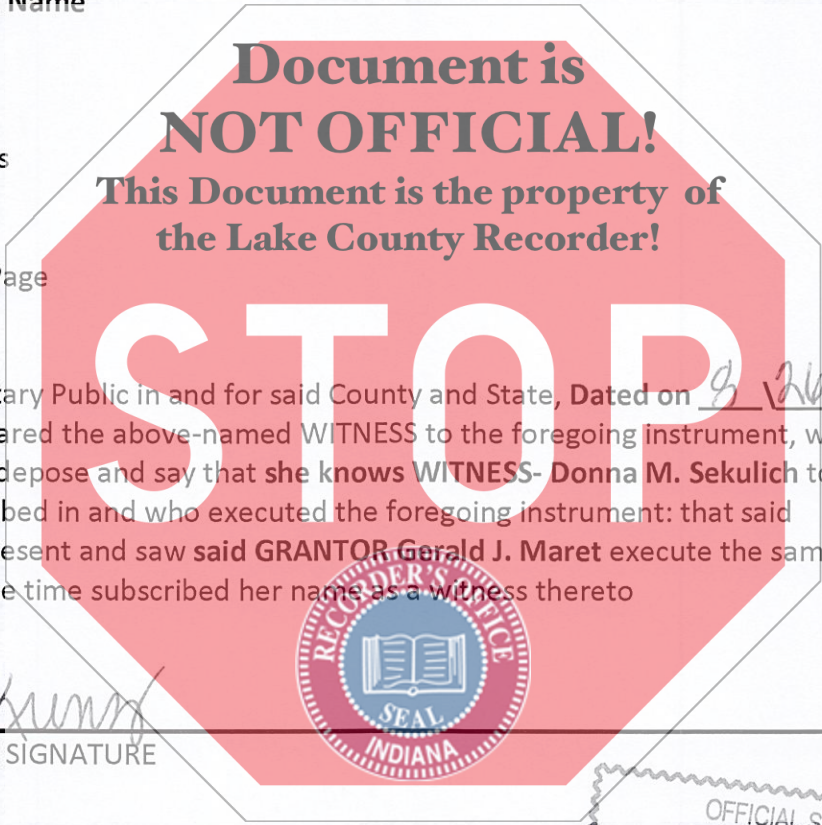 Name
Document is
NOT OFFICIAL!
This Document is the property of
the Lake County Recorder!
s
age
STOP
ary Public in and for said County and State, Dated on 8 \ 26
ared the above-named WITNESS to the foregoing instrument, w
depose and say that she knows WITNESS- Donna M. Sekulich to
bed in and who executed the foregoing instrument: that said
esent and saw said GRANTOR Gerald J. Maret execute the sam
e time subscribed her name as a witness thereto
RECORDER'S OFFICE
SEAL
INDIANA
SIGNATURE
OFFICIAL S